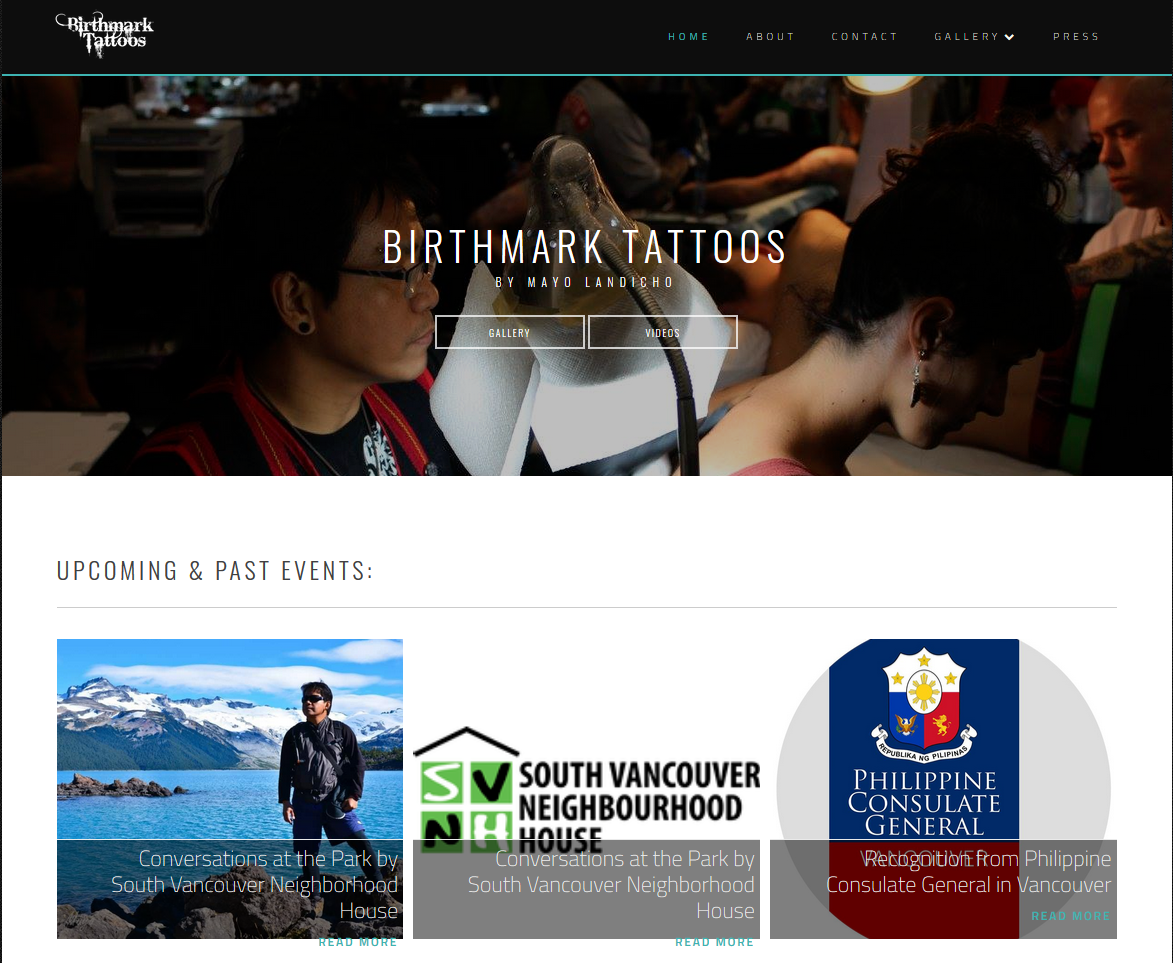 Birthmark
Tattoos
HOME ABOUT CONTACT GALLERY PRESS
BIRTHMARK TATTOOS
BY MAYO LANDICHO
GALLERY VIDEOS
UPCOMING & PAST EVENTS:
SV
NH
SOUTH VANCOUVER
NEIGHBOURHOOD
HOUSE
REPUBLIKA NG PILIPINAS
PHILIPPINE
CONSULATE
GENERAL
VANCOUVER
Conversations at the Park by
South Vancouver Neighborhood
House
READ MORE
Conversations at the Park by
South Vancouver Neighborhood
House
READ MORE
Recognition from Philippine
Consulate General in Vancouver
READ MORE